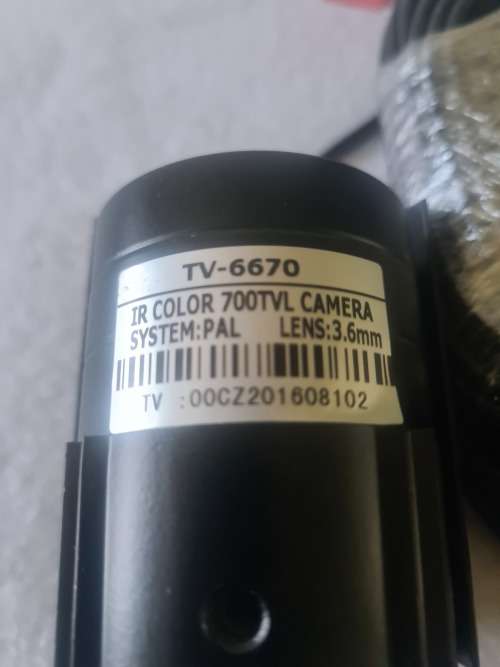 TV-6670
IR COLOR 700TVL CAMERA
SYSTEM:PAL LENS:3.6mm
TV :00CZ201608102